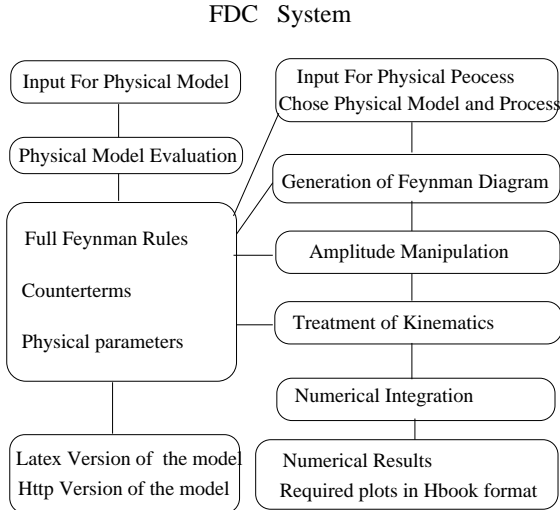 FDC System
Input For Physical Model
Physical Model Evaluation
Full Feynman Rules
Counterterms
Physical parameters
Latex Version of the model
Http Version of the model
Input For Physical Peocess
Chose Physical Model and Process
Generation of Feynman Diagram
Amplitude Manipulation
Treatment of Kinematics
Numerical Integration
Numerical Results
Required plots in Hbook format